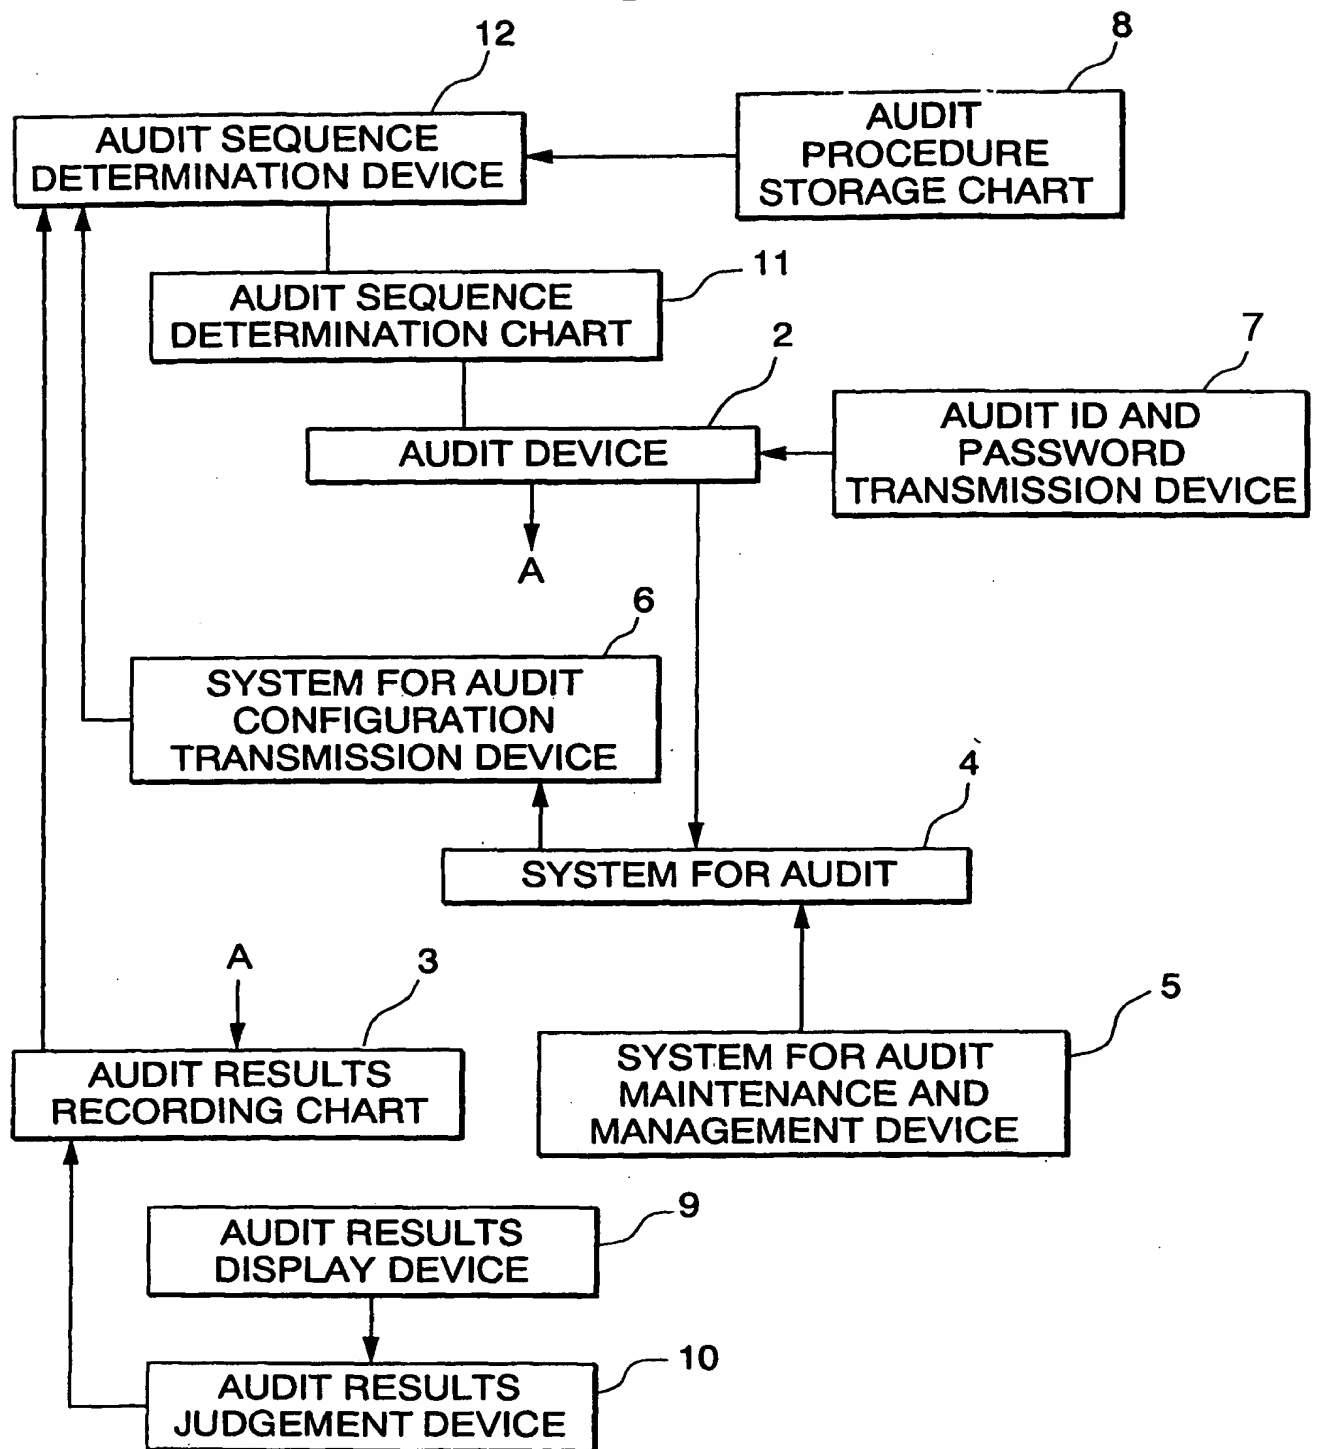 12
8
AUDIT SEQUENCE
DETERMINATION DEVICE
AUDIT
PROCEDURE
STORAGE CHART
11
AUDIT SEQUENCE
DETERMINATION CHART
2
7
AUDIT DEVICE
AUDIT ID AND
PASSWORD
TRANSMISSION DEVICE
A
6
SYSTEM FOR AUDIT
CONFIGURATION
TRANSMISSION DEVICE
4
SYSTEM FOR AUDIT
A
3
5
AUDIT RESULTS
RECORDING CHART
SYSTEM FOR AUDIT
MAINTENANCE AND
MANAGEMENT DEVICE
9
AUDIT RESULTS
DISPLAY DEVICE
10
AUDIT RESULTS
JUDGEMENT DEVICE